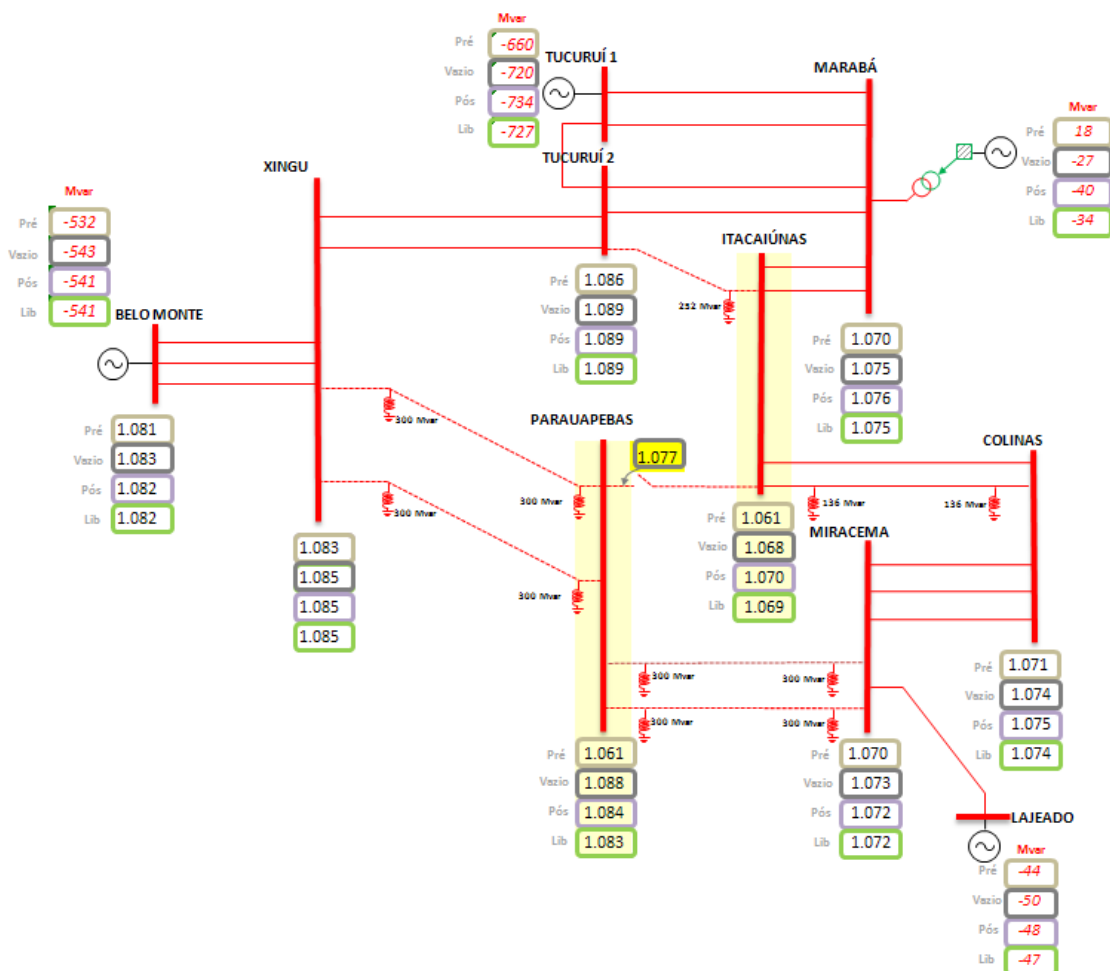 Mvar
Pré -660
Vazio -720
Pós -734
Lib -727
TUCURUÍ 1
MARABÁ
Mvar
Pré 18
Vazio -27
Pós -40
Lib -34
TUCURUÍ 2
XINGU
Mvar
Pré -532
Vazio -543
Pós -541
Lib -541
BELO MONTE
Pré 1.081
Vazio 1.083
Pós 1.082
Lib 1.082
ITACAIÚNAS
252 Mvar
Pré 1.086
Vazio 1.089
Pós 1.089
Lib 1.089
Pré 1.070
Vazio 1.075
Pós 1.076
Lib 1.075
300 Mvar
PARAUAPEBAS
1.077
COLINAS
300 Mvar
300 Mvar
136 Mvar
136 Mvar
Pré 1.061
Vazio 1.068
Pós 1.070
Lib 1.069
MIRACEMA
1.083
1.085
1.085
1.085
300 Mvar
300 Mvar
300 Mvar
300 Mvar
300 Mvar
Pré 1.071
Vazio 1.074
Pós 1.075
Lib 1.074
Pré 1.061
Vazio 1.088
Pós 1.084
Lib 1.083
Pré 1.070
Vazio 1.073
Pós 1.072
Lib 1.072
LAJEADO
Mvar
Pré -44
Vazio -50
Pós -48
Lib -47